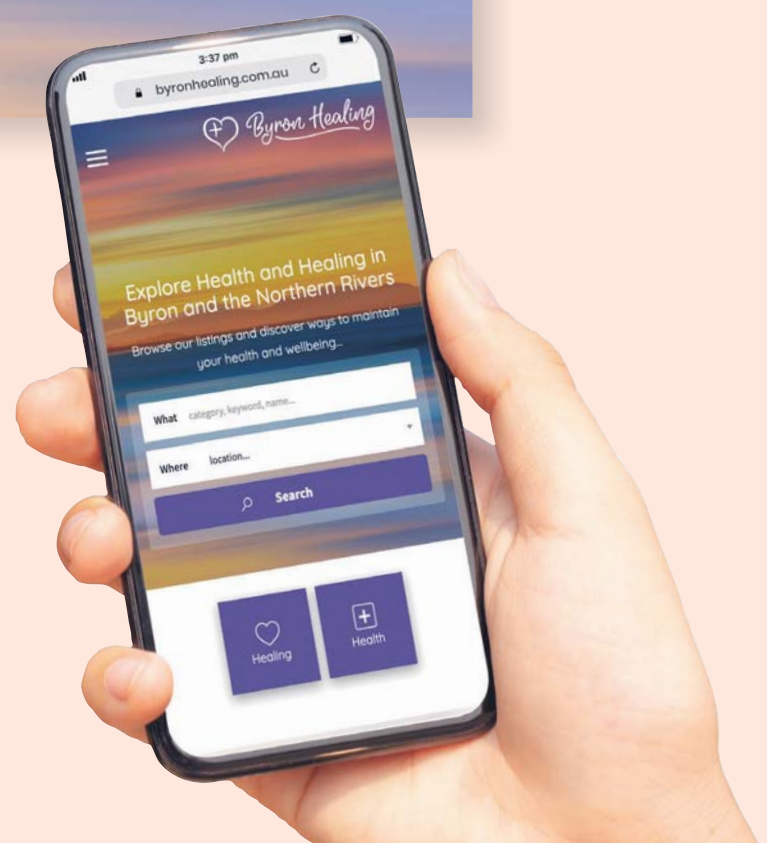 3:37 pm
byronhealing.com.au
Byron Healing
Explore Health and Healing in
Byron and the Northern Rivers
Browse our listings and discover ways to maintain
your health and wellbeing...
What category, keyword, name...
Where location...
Search
Healing
Health